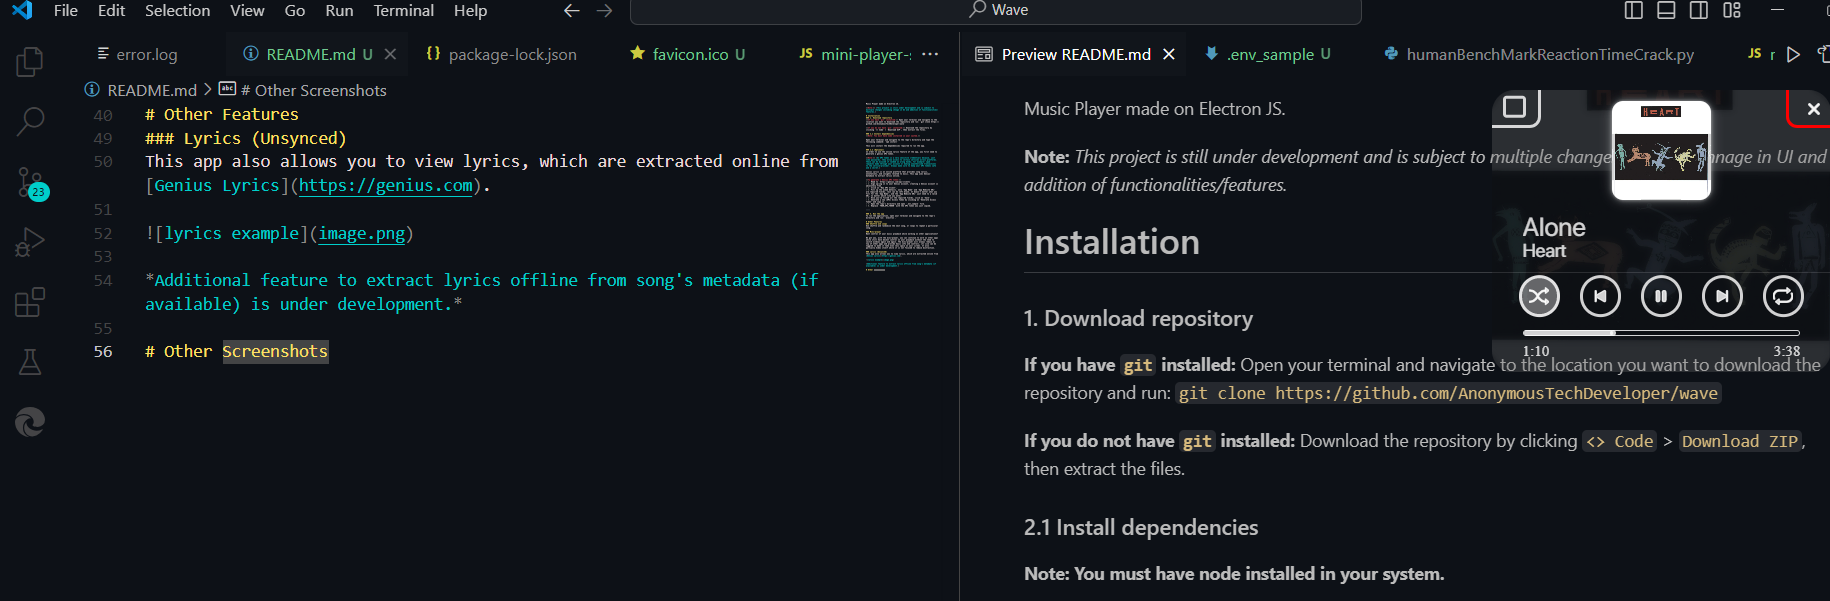 File Edit Selection View Go Run Terminal Help
Wave
error.log
README.md U
package-lock.json
favicon.ico U
JS mini-player-
README.md > # Other Screenshots
40 # Other Features
49 ### Lyrics (Unsynced)
50 This app also allows you to view lyrics, which are extracted online from
[Genius Lyrics](https://genius.com).
51
52 ![lyrics example](image.png)
53
54 *Additional feature to extract lyrics offline from song's metadata (if
available) is under development.*
55
56 # Other Screenshots
23
Preview README.md
.env_sample U
humanBenchMarkReactionTimeCrack.py
JS r
Music Player made on Electron JS.
Note: This project is still under development and is subject to multiple change in UI and
addition of functionalities/features.
Installation
1. Download repository
If you have git installed: Open your terminal and navigate to the location you want to download the
repository and run: git clone https://github.com/AnonymousTechDeveloper/wave
If you do not have git installed: Download the repository by clicking <> Code > Download ZIP,
then extract the files.
2.1 Install dependencies
Note: You must have node installed in your system.
HEART
Alone
Heart
1:10
3:38